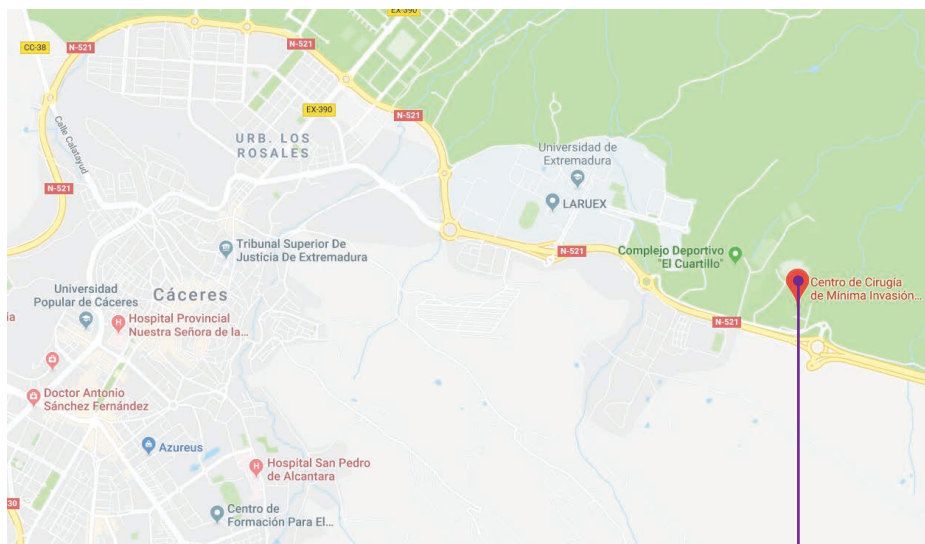 EX-390
CC-38
N-521
EX-390
N-521
Calle Calatayud
URB. LOS
ROSALES
Universidad de
Extremadura
LARUEX
N-521
Tribunal Superior De
Justicia De Extremadura
N-521
Complejo Deportivo
"El Cuartillo"
Centro de Cirugía
de Mínima Invasión...
Universidad
Popular de Cáceres
Cáceres
ia
Hospital Provincial
Nuestra Señora de la...
N-521
Doctor Antonio
Sánchez Fernández
Azureus
Hospital San Pedro
de Alcantara
30
Centro de
Formación Para El...